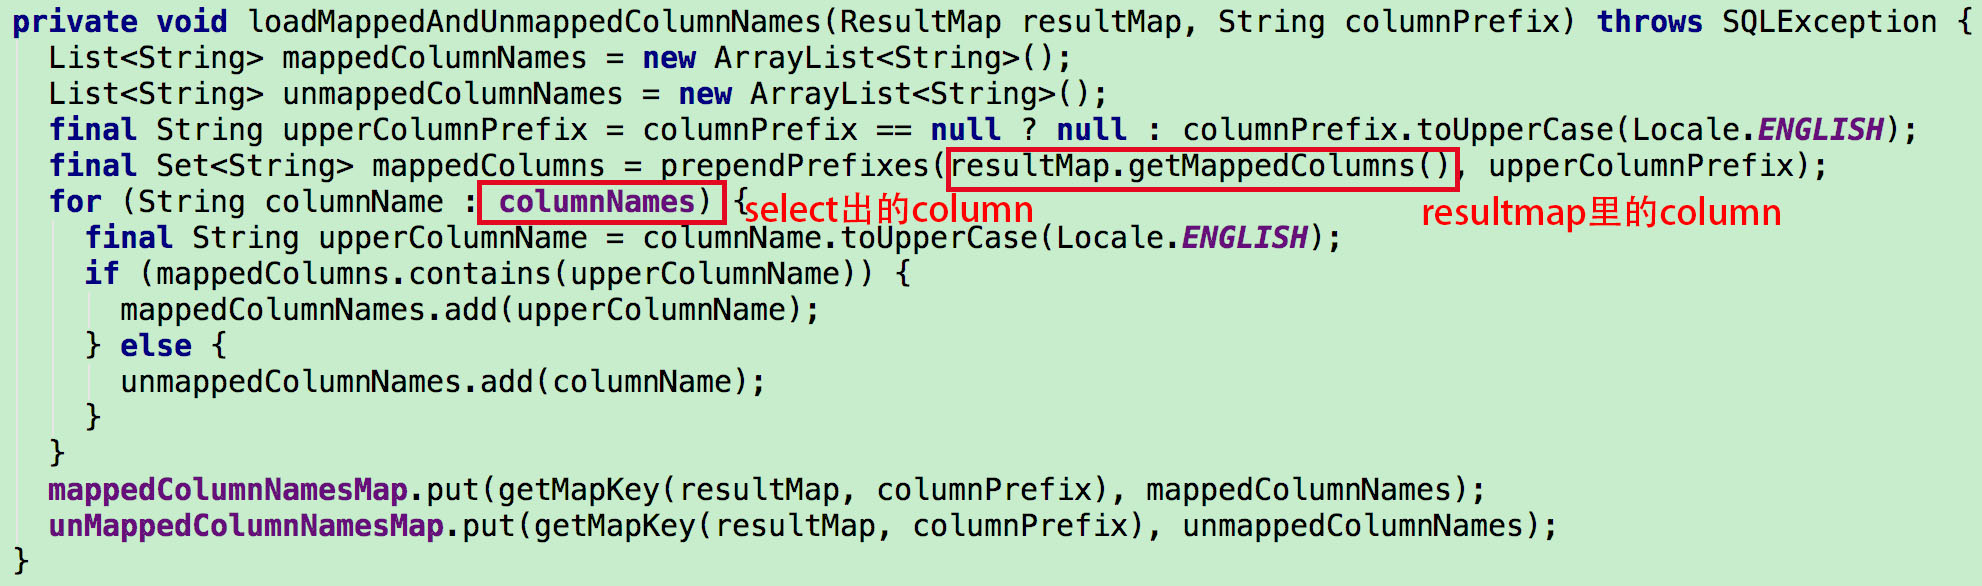 private void loadMappedAndUnmappedColumnNames(ResultMap resultMap, String columnPrefix) throws SQLException {
List<String> mappedColumnNames = new ArrayList<String>();
List<String> unmappedColumnNames = new ArrayList<String>();
final String upperColumnPrefix = columnPrefix == null ? null : columnPrefix.toUpperCase(Locale.ENGLISH);
final Set<String> mappedColumns = prependPrefixes(resultMap.getMappedColumns(), upperColumnPrefix);
for (String columnName : columnNames) {
select出的column
resultmap里的column
final String upperColumnName = columnName.toUpperCase(Locale.ENGLISH);
if (mappedColumns.contains(upperColumnName)) {
mappedColumnNames.add(upperColumnName);
} else {
unmappedColumnNames.add(columnName);
}
}
mappedColumnNamesMap.put(getMapKey(resultMap, columnPrefix), mappedColumnNames);
unMappedColumnNamesMap.put(getMapKey(resultMap, columnPrefix), unmappedColumnNames);
}